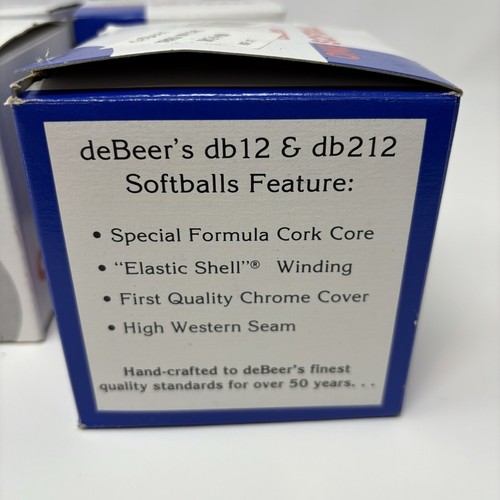 deBeer's db12 & db212
Softballs Feature:
• Special Formula Cork Core
• "Elastic Shell"® Winding
• First Quality Chrome Cover
• High Western Seam
Hand-crafted to deBeer's finest
quality standards for over 50 years. . .